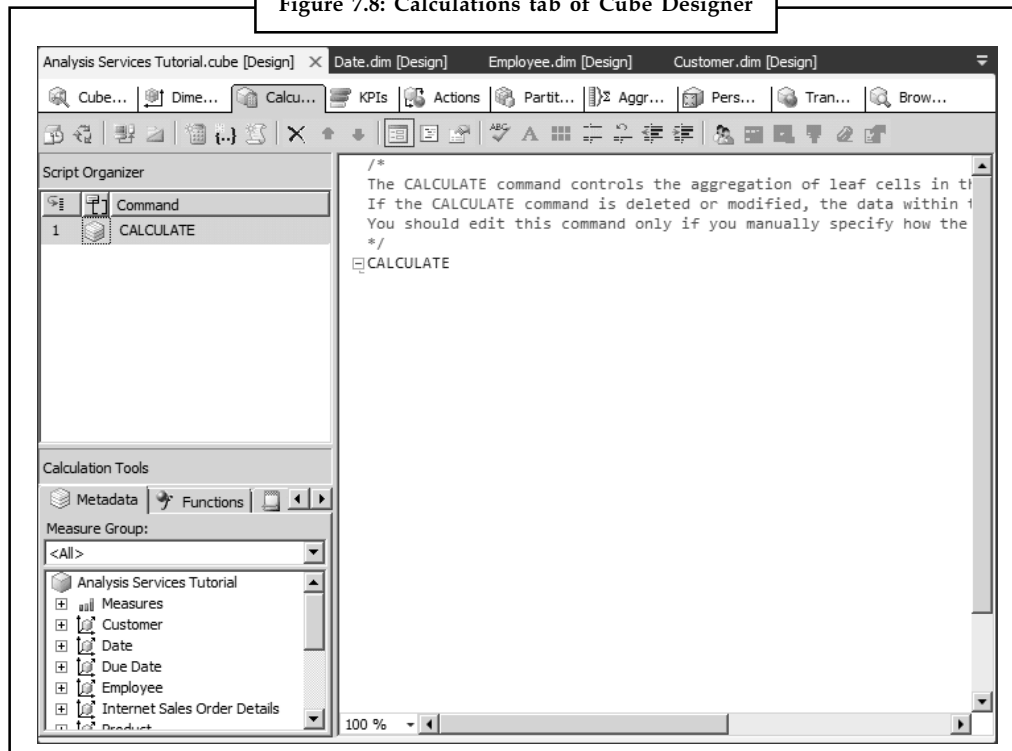 Figure 7.8: Calculations tab of Cube Designer
Analysis Services Tutorial.cube [Design] × Date.dim [Design] Employee.dim [Design] Customer.dim [Design]
Cube... Dime... Calcu... KPIs Actions Partit... Aggr... Pers... Tran... Brow...
Script Organizer
Command
1 CALCULATE
/*
The CALCULATE command controls the aggregation of leaf cells in
If the CALCULATE command is deleted or modified, the data within
You should edit this command only if you manually specify how the
*/
CALCULATE
Calculation Tools
Metadata Functions
Measure Group:
<All>
Analysis Services Tutorial
Measures
Customer
Date
Due Date
Employee
Internet Sales Order Details
Product
100 %